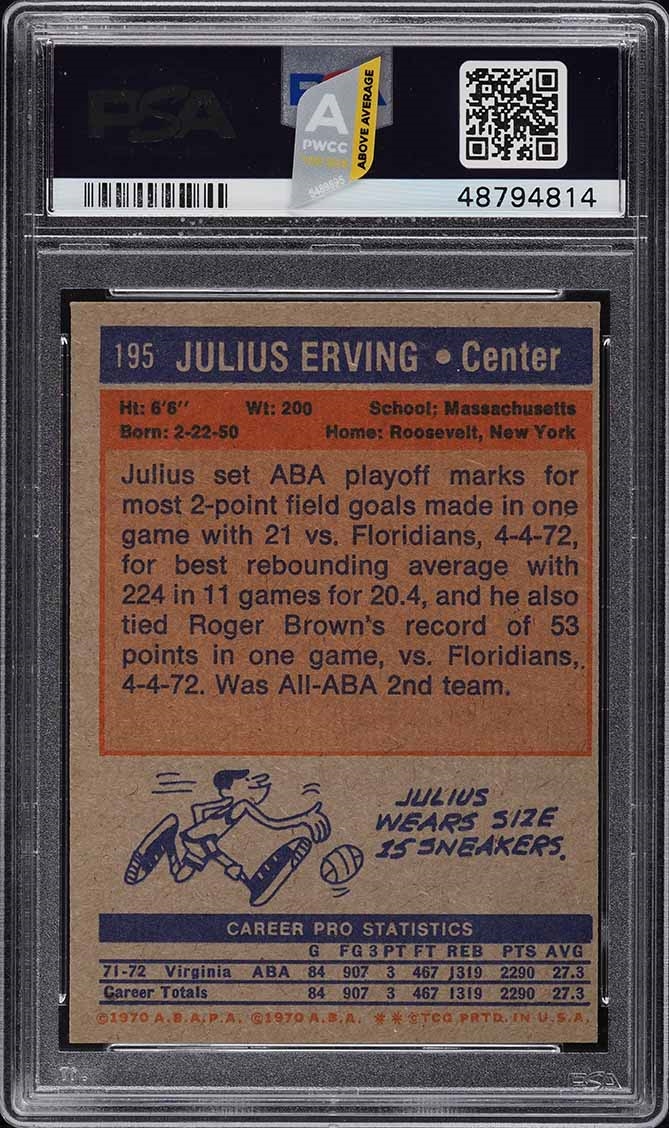 PSA
PSA
A
PWCC
ABOVE AVERAGE
48794814
195 JULIUS ERVING • Center
Ht: 6'6" Wt: 200 School: Massachusetts
Born: 2-22-50 Home: Roosevelt, New York
Julius set ABA playoff marks for
most 2-point field goals made in one
game with 21 vs. Floridians, 4-4-72,
for best rebounding average with
224 in 11 games for 20.4, and he also
tied Roger Brown's record of 53
points in one game, vs. Floridians,
4-4-72. Was All-ABA 2nd team.
JULIUS
WEARS SIZE
15 SNEAKERS.
CAREER PRO STATISTICS
G FG 3 PT FT REB PTS AVG
71-72 Virginia ABA 84 907 3 467 1319 2290 27.3
Career Totals 84 907 3 467 1319 2290 27.3
©1970 A.B.A.P.A. ©1970 A.B.A. ** ©TCG PRTD. IN U.S.A.
PSA